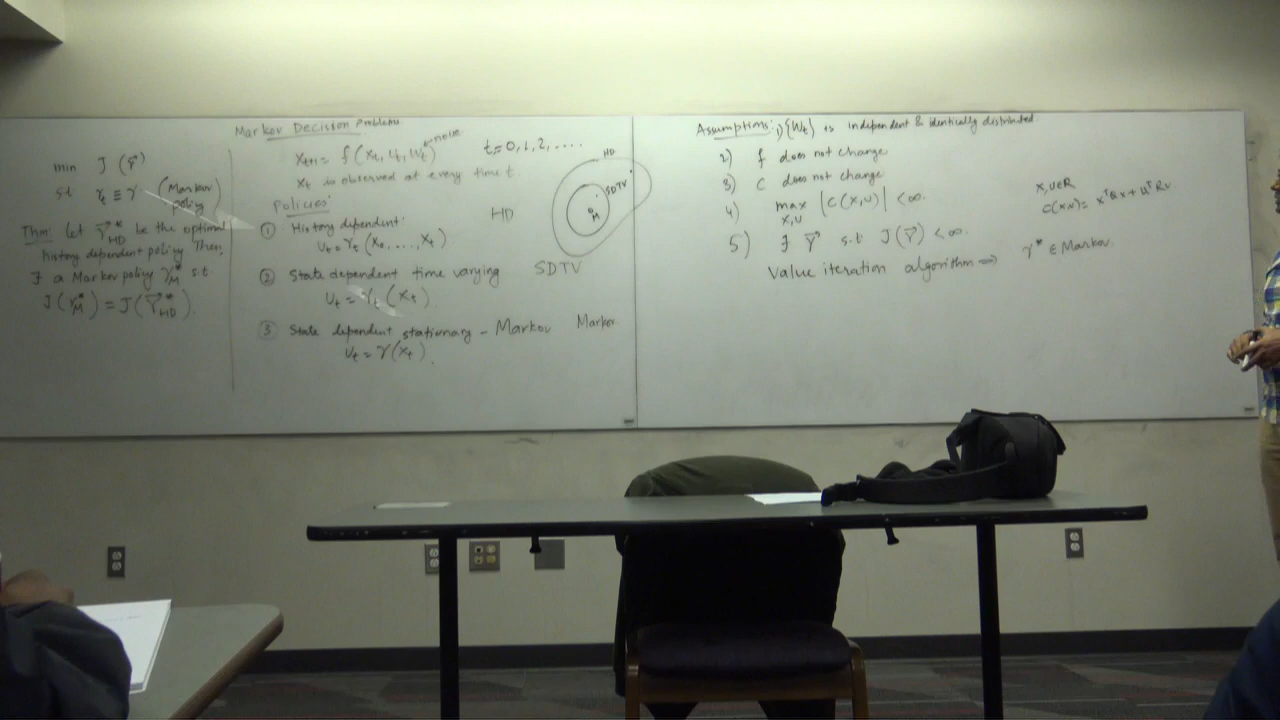 min J (γ̄)
s.t γt ≡ γ (Markov policy)
Thm: Let γ̄*HD be the optimal
history dependent policy. Then,
∃ a Markov policy γ*M s.t.
J(γ*M) = J(γ̄*HD).
Markov Decision Problems
xt+1 = f(xt, ut, wt) ← noise t=0,1,2,....
xt is observed at every time t.
Policies:
① History dependent: HD
ut = γt (x0, ..., xt)
② State dependent time varying SDTV
ut = γt (xt).
③ State dependent stationary - Markov Markov
ut = γ(xt).
HD
SDTV
M
Assumptions: 1) {Wt} is independent & identically distributed
2) f does not change
3) c does not change
4) max x,u |c(x,u)| < ∞.
5) ∃ γ̄ s.t J(γ̄) < ∞.
Value iteration algorithm ⇒ γ* ∈ Markov.
x,u∈R
c(x,u) = xᵀQx + uᵀRu